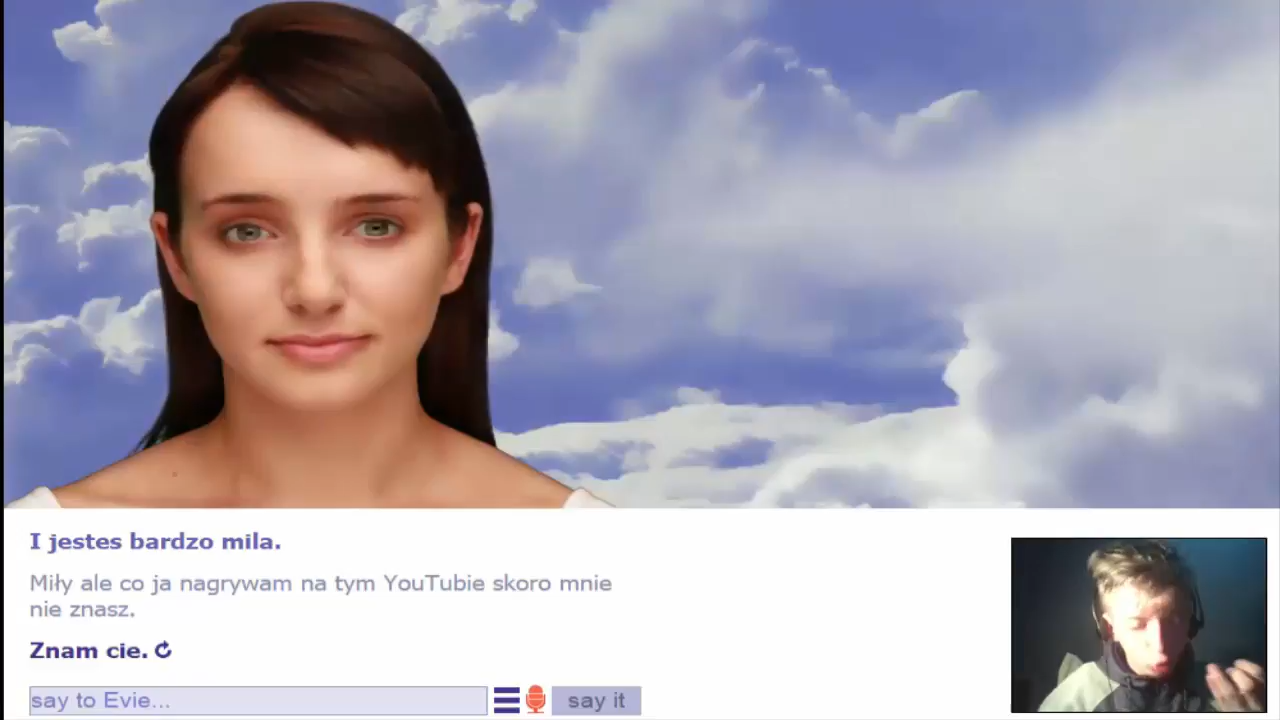 I jestes bardzo mila.
Miły ale co ja nagrywam na tym YouTubie skoro mnie
nie znasz.
Znam cie.
say to Evie...
say it